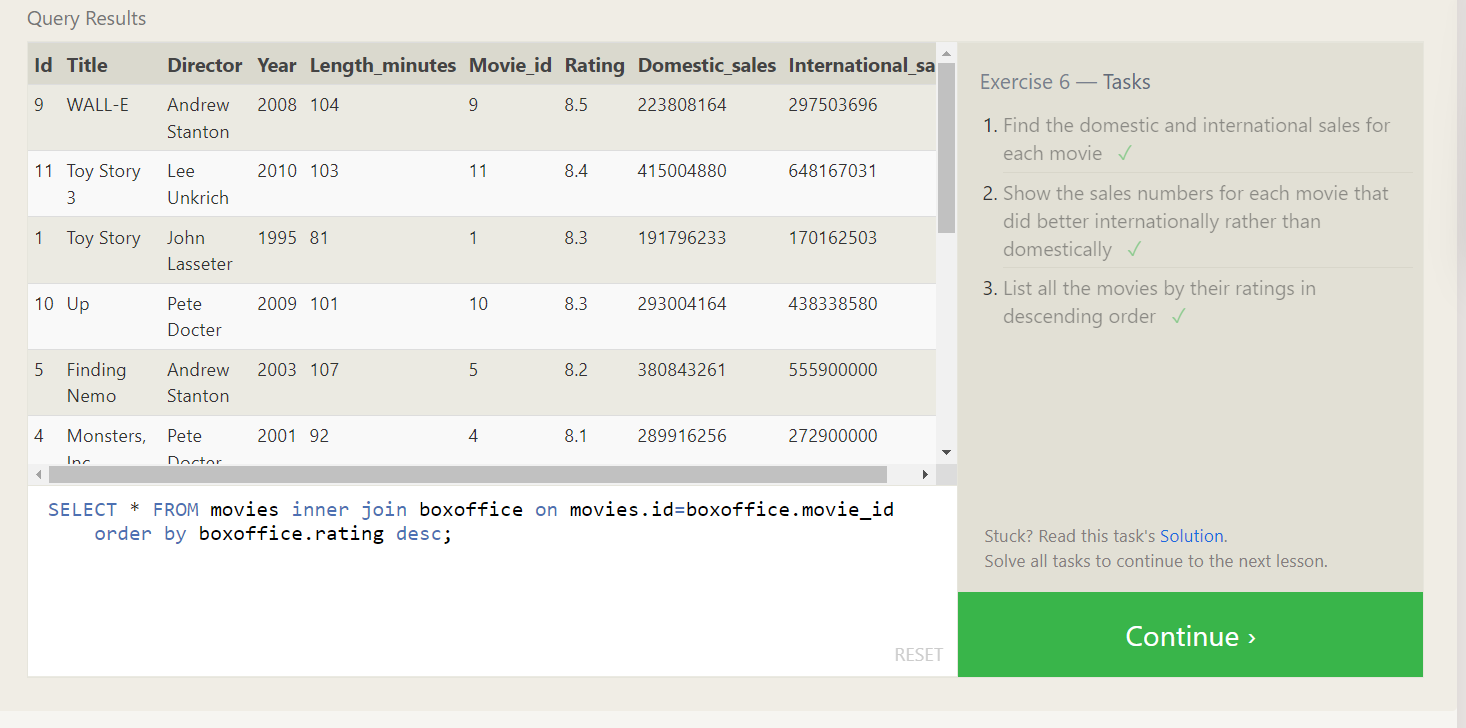 Query Results
Id Title Director Year Length_minutes Movie_id Rating Domestic_sales International_sa
9 WALL-E Andrew 2008 104 9 8.5 223808164 297503696
Stanton
11 Toy Story Lee 2010 103 11 8.4 415004880 648167031
3 Unkrich
1 Toy Story John 1995 81 1 8.3 191796233 170162503
Lasseter
10 Up Pete 2009 101 10 8.3 293004164 438338580
Docter
5 Finding Andrew 2003 107 5 8.2 380843261 555900000
Nemo Stanton
4 Monsters, Pete 2001 92 4 8.1 289916256 272900000
Inc. Docter
SELECT * FROM movies inner join boxoffice on movies.id=boxoffice.movie_id
order by boxoffice.rating desc;
RESET
Exercise 6 — Tasks
1. Find the domestic and international sales for
each movie ✓
2. Show the sales numbers for each movie that
did better internationally rather than
domestically ✓
3. List all the movies by their ratings in
descending order ✓
Stuck? Read this task's Solution.
Solve all tasks to continue to the next lesson.
Continue ›